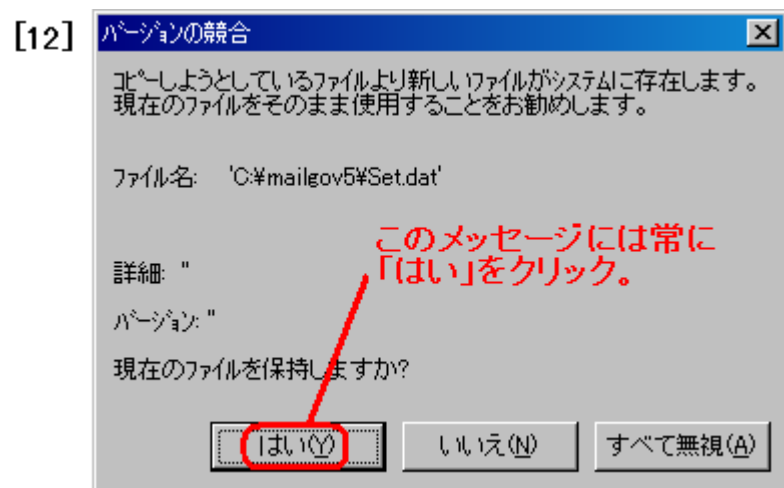 [12]
バージョンの競合
コピーしようとしているファイルより新しいファイルがシステムに存在します。
現在のファイルをそのまま使用することをお勧めします。
ファイル名: 'C:¥mailgov5¥Set.dat'
このメッセージには常に
「はい」をクリック。
詳細: ''
バージョン: ''
現在のファイルを保持しますか?
はい(Y) いいえ(N) すべて無視(A)